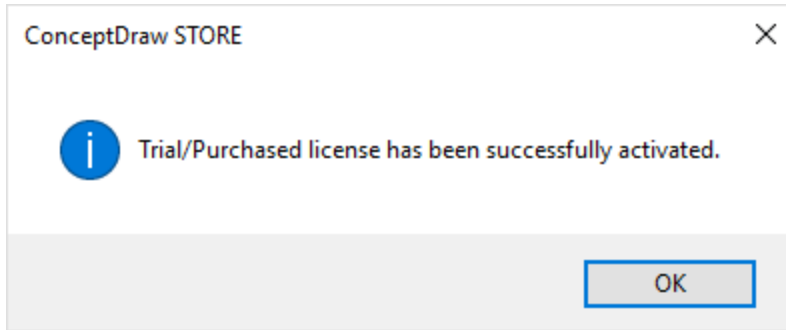 ConceptDraw STORE
Trial/Purchased license has been successfully activated.
OK